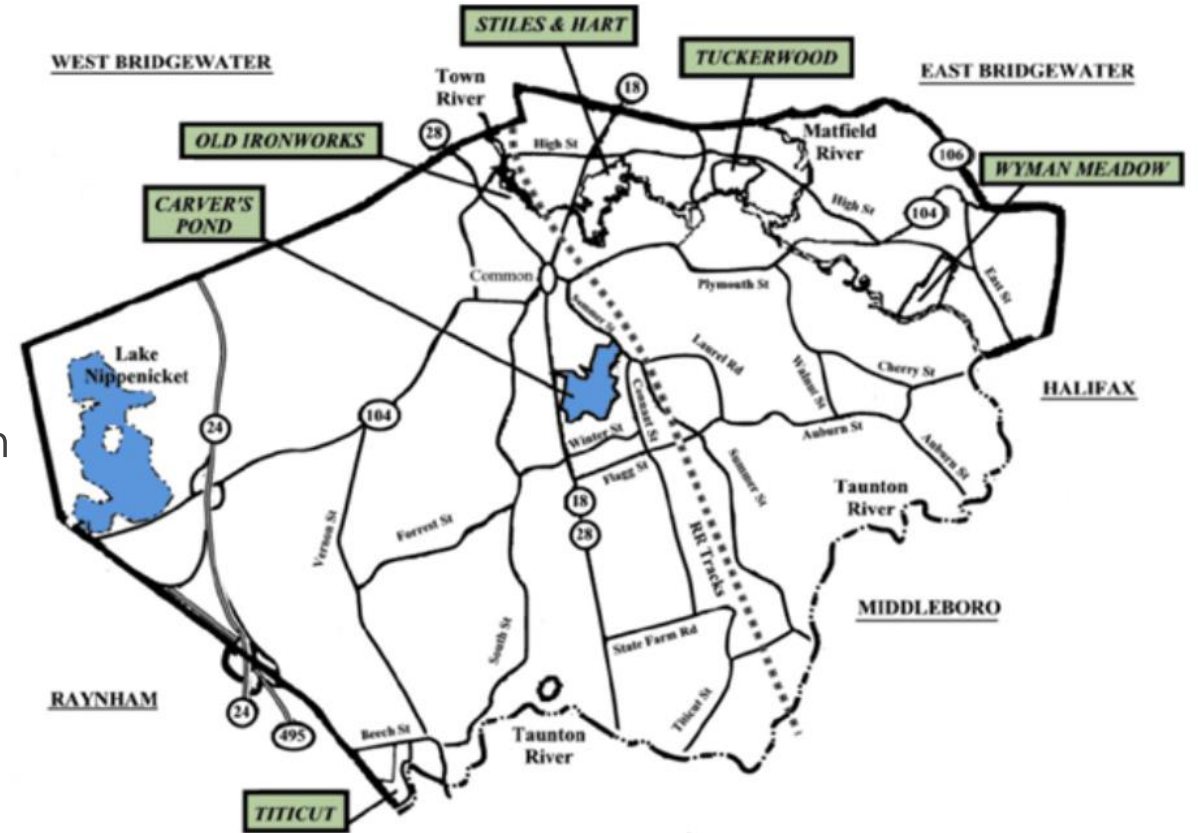 STILES & HART
TUCKERWOOD
WEST BRIDGEWATER
EAST BRIDGEWATER
Town
River
18
28
OLD IRONWORKS
High St
Matfield
River
106
WYMAN MEADOW
CARVER'S
POND
High St
104
Common
Plymouth St
East St
Summer St
Lake
Nippenicket
Laurel Rd
Walnut St
Cherry St
HALIFAX
24
104
Connant St
n
Winter St
Auburn St
Auburn St
Flagg St
Summer St
Taunton
River
18
28
Vernon St
Forrest St
RR Tracks
MIDDLEBORO
South St
State Farm Rd
RAYNHAM
24
495
Titicut St
Beech St
Taunton
River
TITICUT